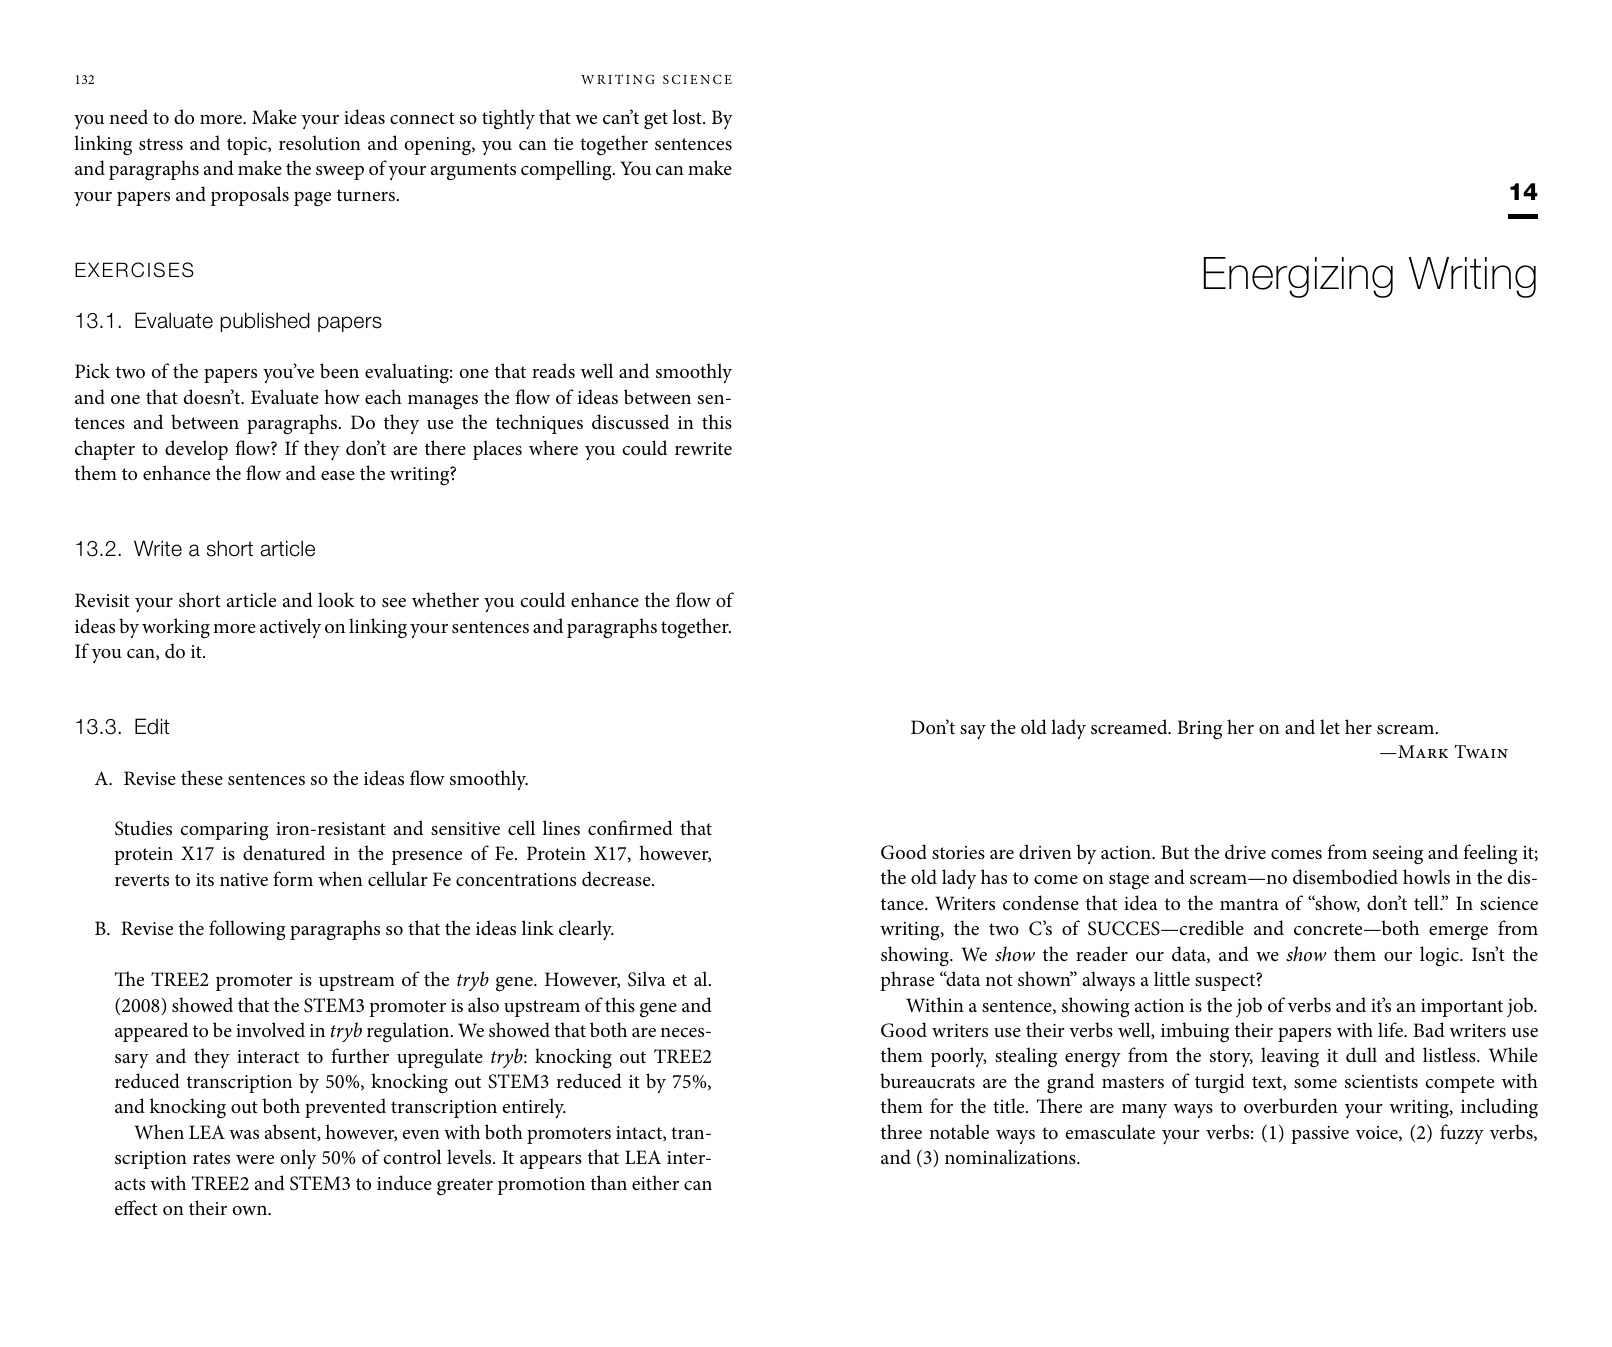 132
WRITING SCIENCE
you need to do more. Make your ideas connect so tightly that we can’t get lost. By
linking stress and topic, resolution and opening, you can tie together sentences
and paragraphs and make the sweep of your arguments compelling. You can make
your papers and proposals page turners.
EXERCISES
13.1. Evaluate published papers
Pick two of the papers you’ve been evaluating: one that reads well and smoothly
and one that doesn’t. Evaluate how each manages the flow of ideas between sen-
tences and between paragraphs. Do they use the techniques discussed in this
chapter to develop flow? If they don’t are there places where you could rewrite
them to enhance the flow and ease the writing?
13.2. Write a short article
Revisit your short article and look to see whether you could enhance the flow of
ideas by working more actively on linking your sentences and paragraphs together.
If you can, do it.
13.3. Edit
A. Revise these sentences so the ideas flow smoothly.
Studies comparing iron-resistant and sensitive cell lines confirmed that
protein X17 is denatured in the presence of Fe. Protein X17, however,
reverts to its native form when cellular Fe concentrations decrease.
B. Revise the following paragraphs so that the ideas link clearly.
The TREE2 promoter is upstream of the tryb gene. However, Silva et al.
(2008) showed that the STEM3 promoter is also upstream of this gene and
appeared to be involved in tryb regulation. We showed that both are neces-
sary and they interact to further upregulate tryb: knocking out TREE2
reduced transcription by 50%, knocking out STEM3 reduced it by 75%,
and knocking out both prevented transcription entirely.
When LEA was absent, however, even with both promoters intact, tran-
scription rates were only 50% of control levels. It appears that LEA inter-
acts with TREE2 and STEM3 to induce greater promotion than either can
effect on their own.
14
Energizing Writing
Don’t say the old lady screamed. Bring her on and let her scream.
—Mark Twain
Good stories are driven by action. But the drive comes from seeing and feeling it;
the old lady has to come on stage and scream—no disembodied howls in the dis-
tance. Writers condense that idea to the mantra of “show, don’t tell.” In science
writing, the two C’s of SUCCES—credible and concrete—both emerge from
showing. We show the reader our data, and we show them our logic. Isn’t the
phrase “data not shown” always a little suspect?
Within a sentence, showing action is the job of verbs and it’s an important job.
Good writers use their verbs well, imbuing their papers with life. Bad writers use
them poorly, stealing energy from the story, leaving it dull and listless. While
bureaucrats are the grand masters of turgid text, some scientists compete with
them for the title. There are many ways to overburden your writing, including
three notable ways to emasculate your verbs: (1) passive voice, (2) fuzzy verbs,
and (3) nominalizations.